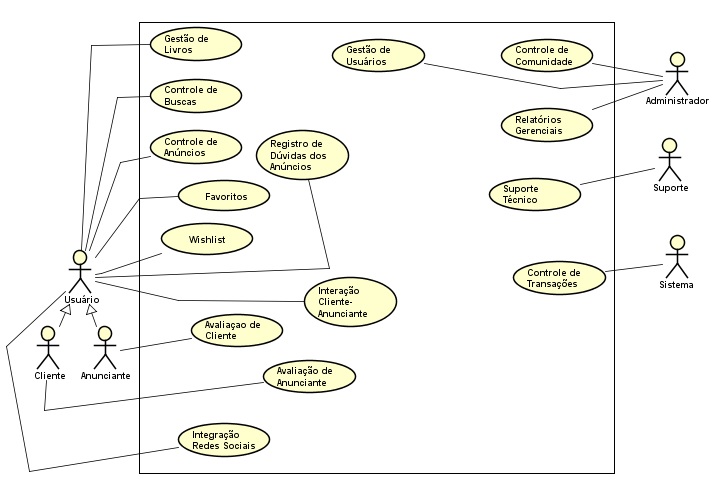 Gestão de
Livros
Gestão de
Usuários
Controle de
Comunidade
Administrador
Controle de
Buscas
Relatórios
Gerenciais
Controle de
Anúncios
Registro de
Dúvidas dos
Anúncios
Suporte
Suporte
Técnico
Favoritos
Wishlist
Usuário
Controle de
Transações
Sistema
Interação
Cliente-
Anunciante
Avaliaçao de
Cliente
Cliente
Anunciante
Avaliação de
Anunciante
Integração
Redes Sociais